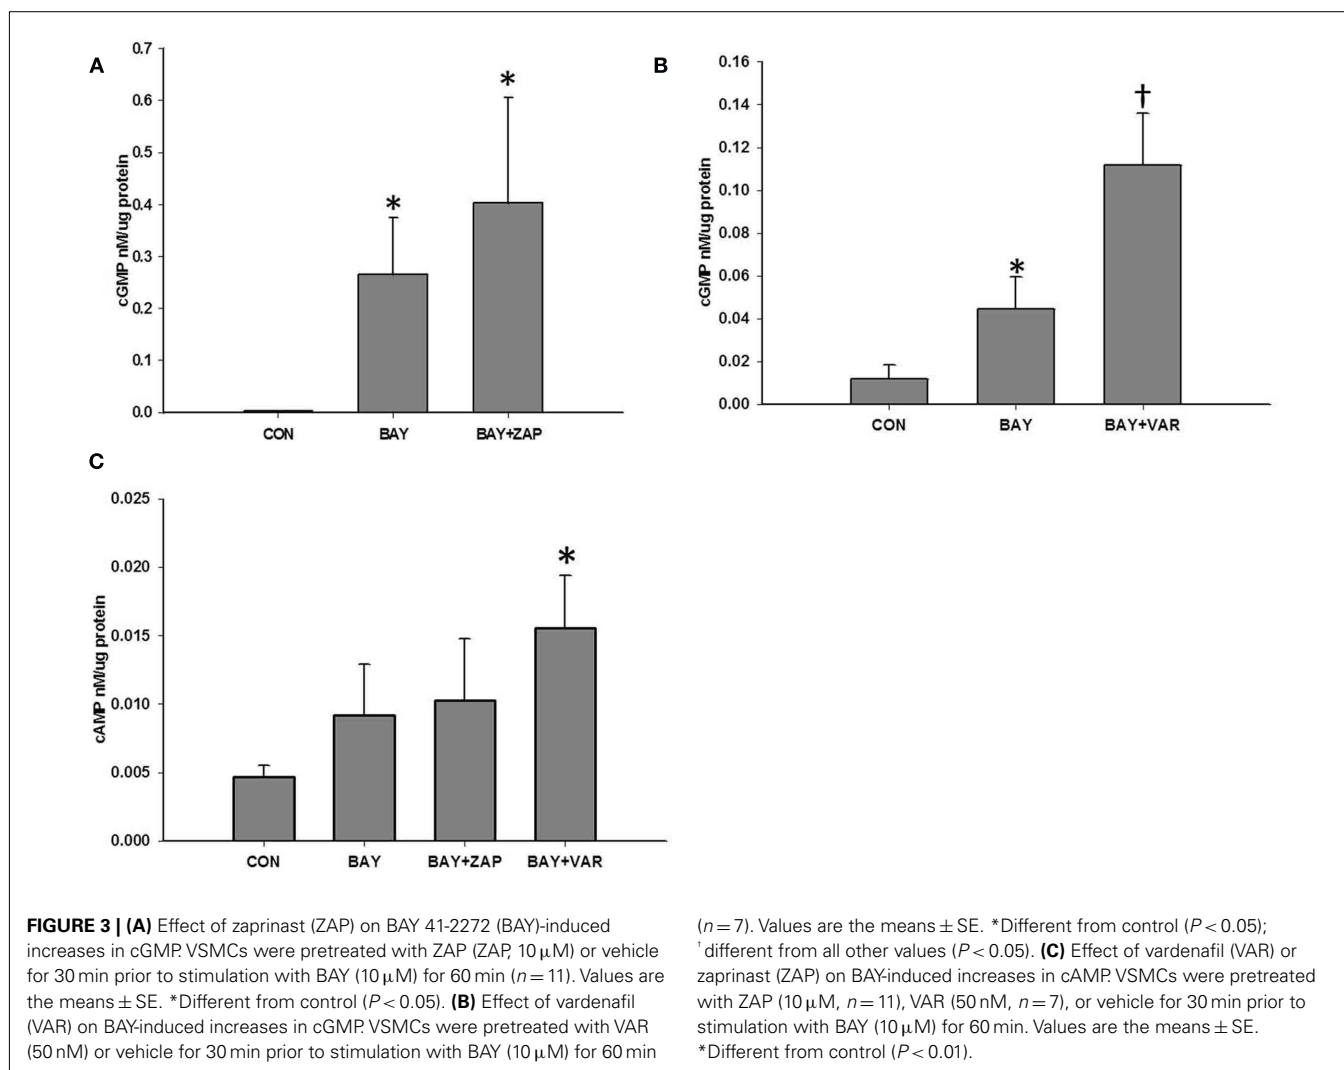 A
0.7
0.6
0.5
0.4
0.3
0.2
0.1
0.0
cGMP nM/ug protein
*
*
CON BAY BAY+ZAP
B
0.16
0.14
0.12
0.10
0.08
0.06
0.04
0.02
0.00
cGMP nM/ug protein
*
†
CON BAY BAY+VAR
C
0.025
0.020
0.015
0.010
0.005
0.000
cAMP nM/ug protein
*
CON BAY BAY+ZAP BAY+VAR
FIGURE 3 | (A) Effect of zaprinast (ZAP) on BAY 41-2272 (BAY)-induced
increases in cGMP. VSMCs were pretreated with ZAP (ZAP, 10 μM) or vehicle
for 30 min prior to stimulation with BAY (10 μM) for 60 min (n = 11). Values are
the means ± SE. *Different from control (P < 0.05). (B) Effect of vardenafil
(VAR) on BAY-induced increases in cGMP. VSMCs were pretreated with VAR
(50 nM) or vehicle for 30 min prior to stimulation with BAY (10 μM) for 60 min
(n = 7). Values are the means ± SE. *Different from control (P < 0.05);
†different from all other values (P < 0.05). (C) Effect of vardenafil (VAR) or
zaprinast (ZAP) on BAY-induced increases in cAMP. VSMCs were pretreated
with ZAP (10 μM, n = 11), VAR (50 nM, n = 7), or vehicle for 30 min prior to
stimulation with BAY (10 μM) for 60 min. Values are the means ± SE.
*Different from control (P < 0.01).